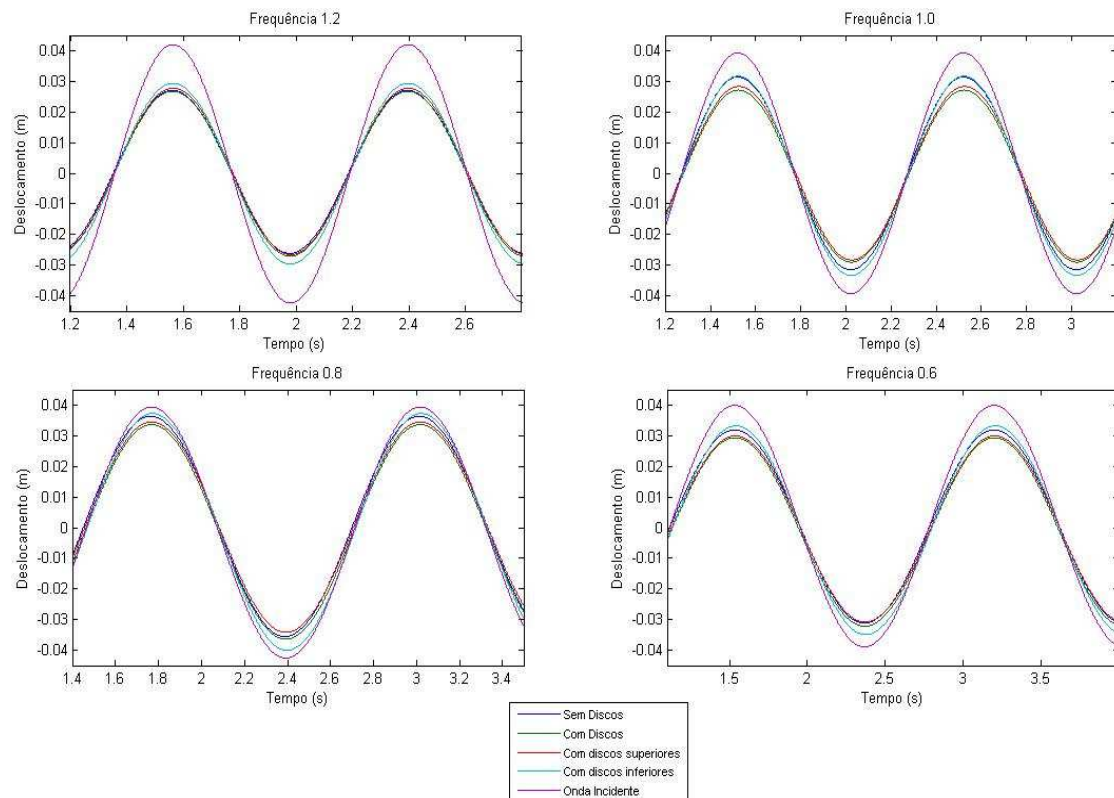 Frequência 1.2
Deslocamento (m)
0.04
0.03
0.02
0.01
0
-0.01
-0.02
-0.03
-0.04
1.2 1.4 1.6 1.8 2 2.2 2.4 2.6
Tempo (s)
Frequência 1.0
Deslocamento (m)
0.04
0.03
0.02
0.01
0
-0.01
-0.02
-0.03
-0.04
1.2 1.4 1.6 1.8 2 2.2 2.4 2.6 2.8 3
Tempo (s)
Frequência 0.8
Deslocamento (m)
0.04
0.03
0.02
0.01
0
-0.01
-0.02
-0.03
-0.04
1.4 1.6 1.8 2 2.2 2.4 2.6 2.8 3 3.2 3.4
Tempo (s)
Frequência 0.6
Deslocamento (m)
0.04
0.03
0.02
0.01
0
-0.01
-0.02
-0.03
-0.04
1.5 2 2.5 3 3.5
Tempo (s)
Sem Discos
Com Discos
Com discos superiores
Com discos inferiores
Onda Incidente